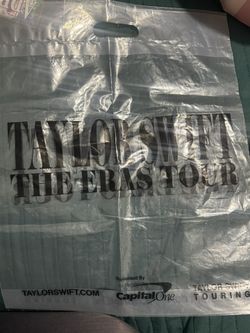 TAYLOR SWIFT
THE ERAS TOUR
TAYLORSWIFT.COM
Presented By
Capital One
TAYLOR SWIFT
TOURING